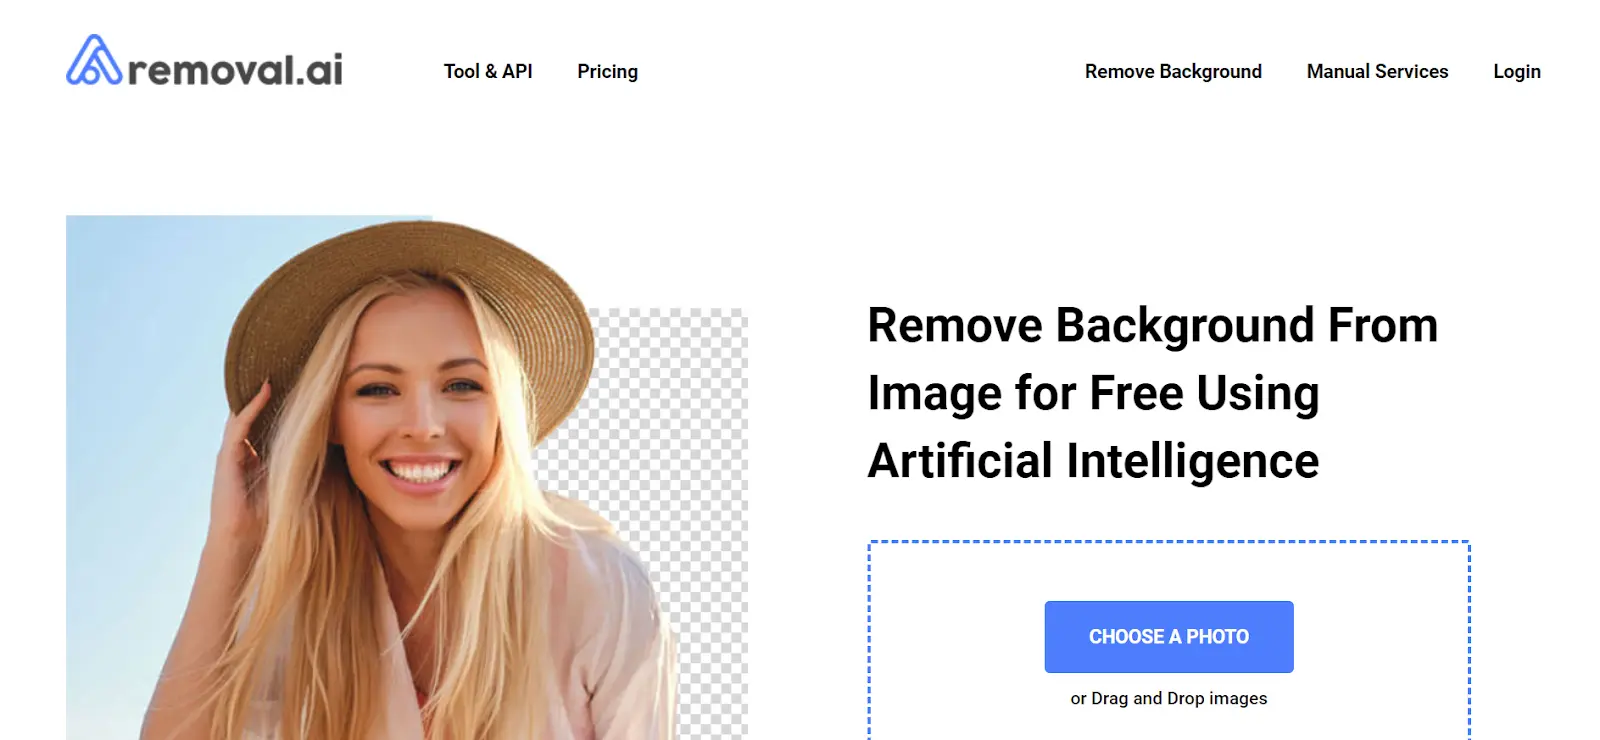 removal.ai
Tool & API
Pricing
Remove Background
Manual Services
Login
Remove Background From
Image for Free Using
Artificial Intelligence
CHOOSE A PHOTO
or Drag and Drop images